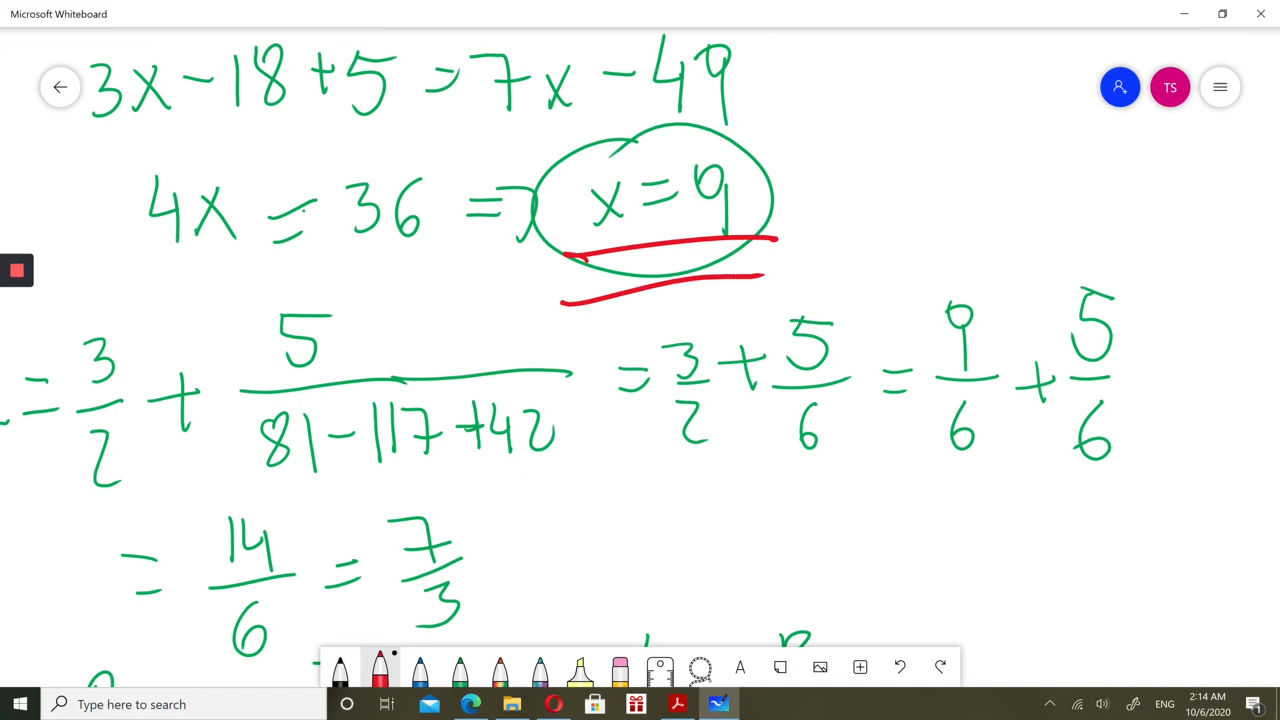 Microsoft Whiteboard
3x - 18 + 5 = 7x - 49
TS
4x = 36 => x = 9
= 3/2 + 5/(81 - 117 + 42) = 3/2 + 5/6 = 9/6 + 5/6
= 14/6 = 7/3
A
Type here to search
ENG
2:14 AM
10/6/2020
1